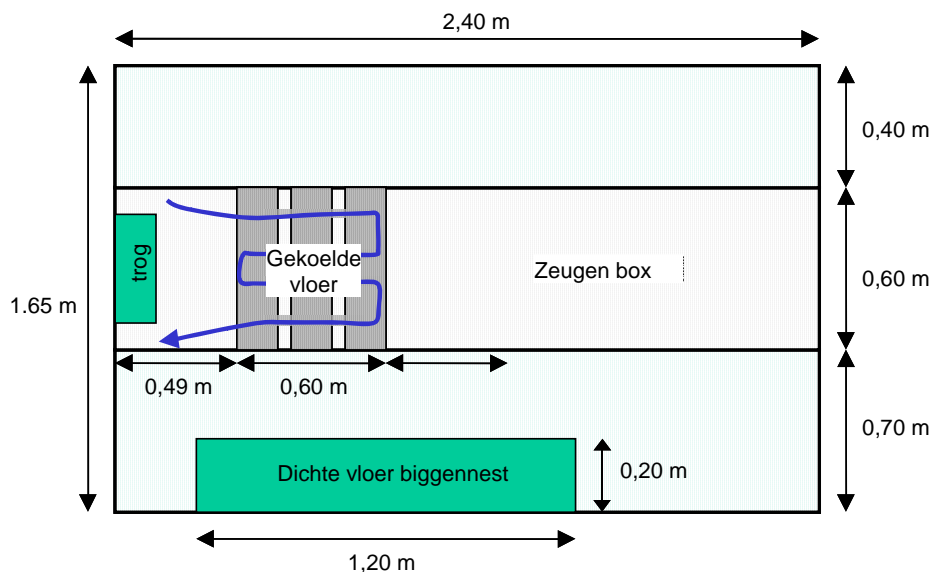 2,40 m
0,40 m
trog
Gekoelde
vloer
Zeugen box
0,60 m
1.65 m
0,49 m
0,60 m
0,70 m
Dichte vloer biggennest
0,20 m
1,20 m